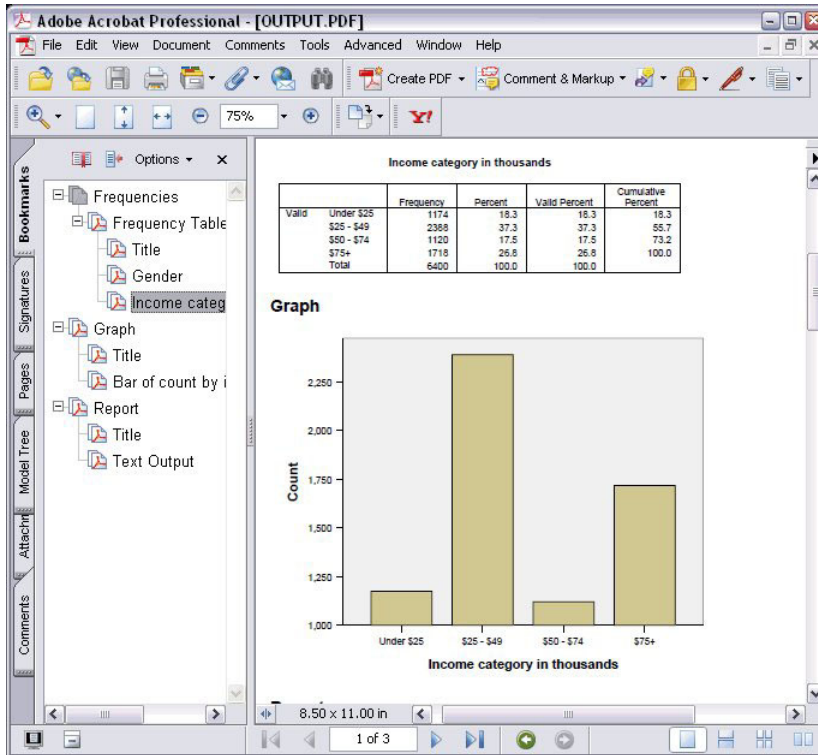 Adobe Acrobat Professional - [OUTPUT.PDF]
File Edit View Document Comments Tools Advanced Window Help
Create PDF Comment & Markup
75% Y!
Bookmarks
Signatures
Pages
Model Tree
Attachn
Comments
Options x
Frequencies
Frequency Table
Title
Gender
Income categ
Graph
Title
Bar of count by i
Report
Title
Text Output
Income category in thousands
Frequency Percent Valid Percent Cumulative Percent
Valid Under $25 1174 18.3 18.3 18.3
$25 - $49 2388 37.3 37.3 55.7
$50 - $74 1120 17.5 17.5 73.2
$75+ 1718 26.8 26.8 100.0
Total 6400 100.0 100.0
Graph
Count
2,250
2,000
1,750
1,500
1,250
1,000
Under $25 $25 - $49 $50 - $74 $75+
Income category in thousands
8.50 x 11.00 in
1 of 3